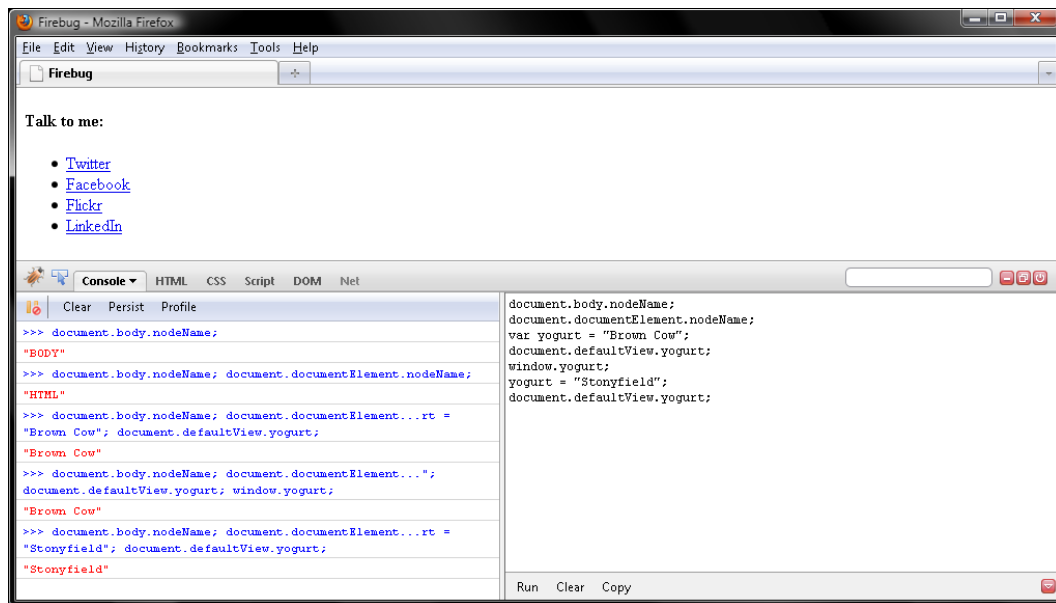 Firebug - Mozilla Firefox
File Edit View History Bookmarks Tools Help
Firebug
Talk to me:
Twitter
Facebook
Flickr
LinkedIn
Console HTML CSS Script DOM Net
Clear Persist Profile
>>> document.body.nodeName;
"BODY"
>>> document.body.nodeName; document.documentElement.nodeName;
"HTML"
>>> document.body.nodeName; document.documentElement...rt =
"Brown Cow"; document.defaultView.yogurt;
"Brown Cow"
>>> document.body.nodeName; document.documentElement...";
document.defaultView.yogurt; window.yogurt;
"Brown Cow"
>>> document.body.nodeName; document.documentElement...rt =
"Stonyfield"; document.defaultView.yogurt;
"Stonyfield"
document.body.nodeName;
document.documentElement.nodeName;
var yogurt = "Brown Cow";
document.defaultView.yogurt;
window.yogurt;
yogurt = "Stonyfield";
document.defaultView.yogurt;
Run Clear Copy